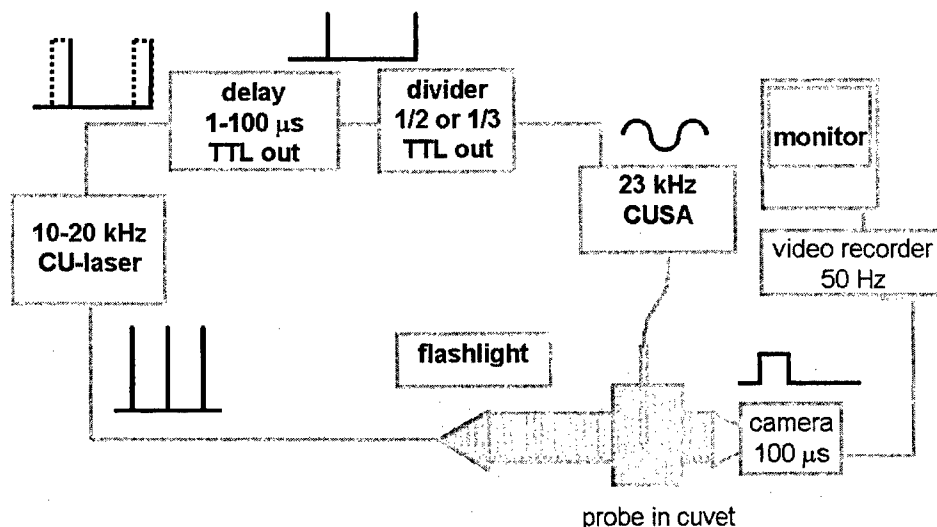 delay
1-100 µs
TTL out
divider
1/2 or 1/3
TTL out
monitor
23 kHz
CUSA
10-20 kHz
CU-laser
video recorder
50 Hz
flashlight
camera
100 µs
probe in cuvet